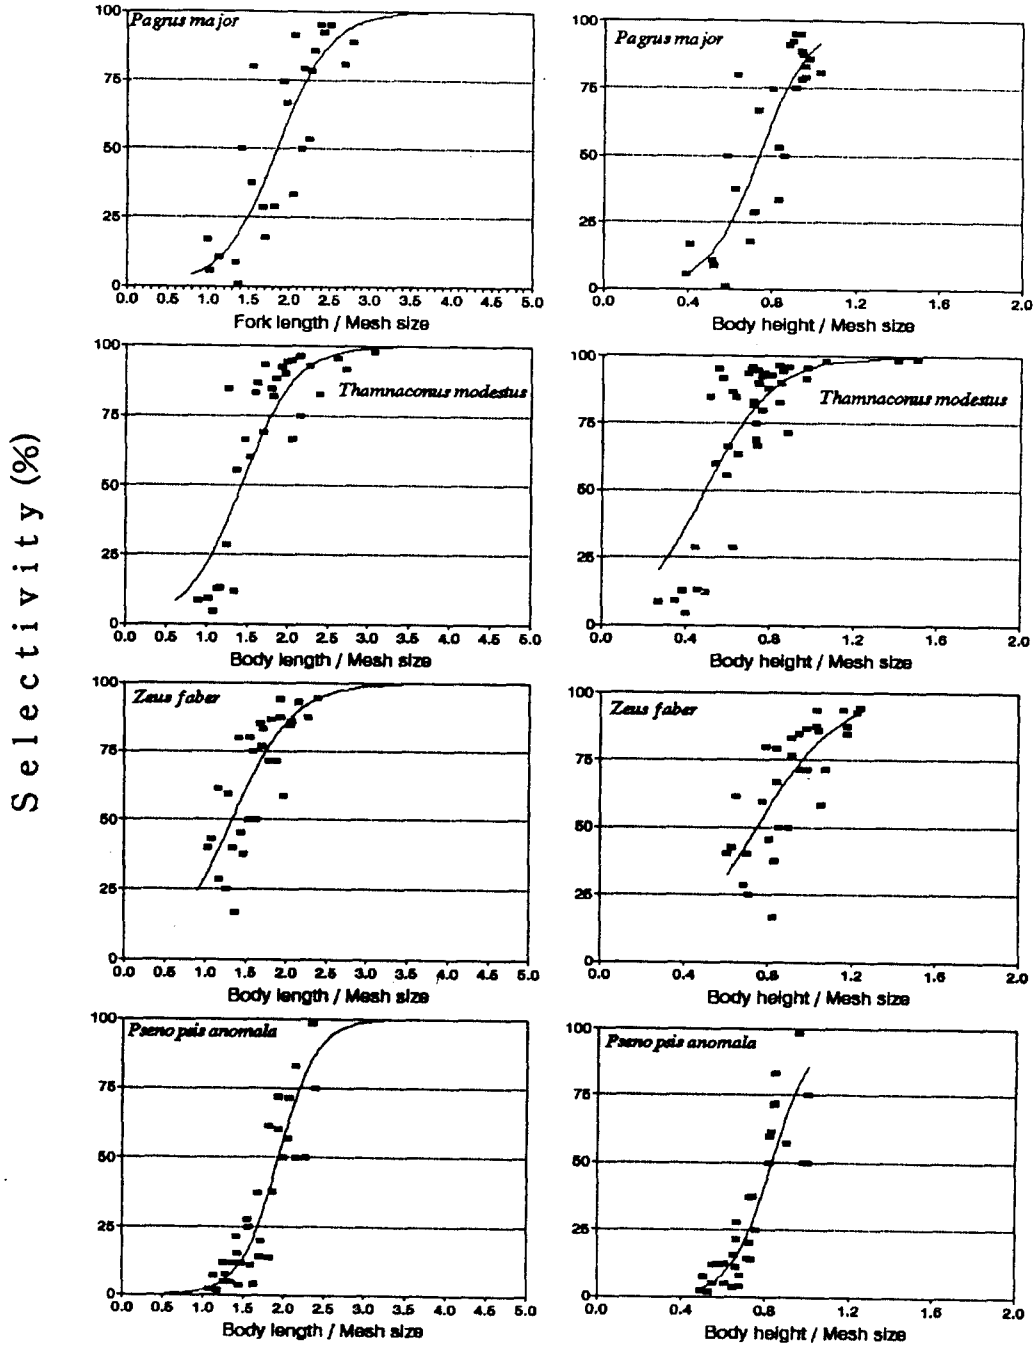 Selectivity (%)
100
75
50
25
0
Pagrus major
0.0 0.5 1.0 1.5 2.0 2.5 3.0 3.5 4.0 4.5 5.0
Fork length / Mesh size
100
75
50
25
0
Pagrus major
0.0 0.4 0.8 1.2 1.6 2.0
Body height / Mesh size
100
75
50
25
0
Thamnaconus modestus
0.0 0.5 1.0 1.5 2.0 2.5 3.0 3.5 4.0 4.5 5.0
Body length / Mesh size
100
75
50
25
0
Thamnaconus modestus
0.0 0.4 0.8 1.2 1.6 2.0
Body height / Mesh size
100
75
50
25
0
Zeus faber
0.0 0.5 1.0 1.5 2.0 2.5 3.0 3.5 4.0 4.5 5.0
Body length / Mesh size
100
75
50
25
0
Zeus faber
0.0 0.4 0.8 1.2 1.6 2.0
Body height / Mesh size
100
75
50
25
0
Psenopsis anomala
0.0 0.5 1.0 1.5 2.0 2.5 3.0 3.5 4.0 4.5 5.0
Body length / Mesh size
100
75
50
25
0
Psenopsis anomala
0.0 0.4 0.8 1.2 1.6 2.0
Body height / Mesh size